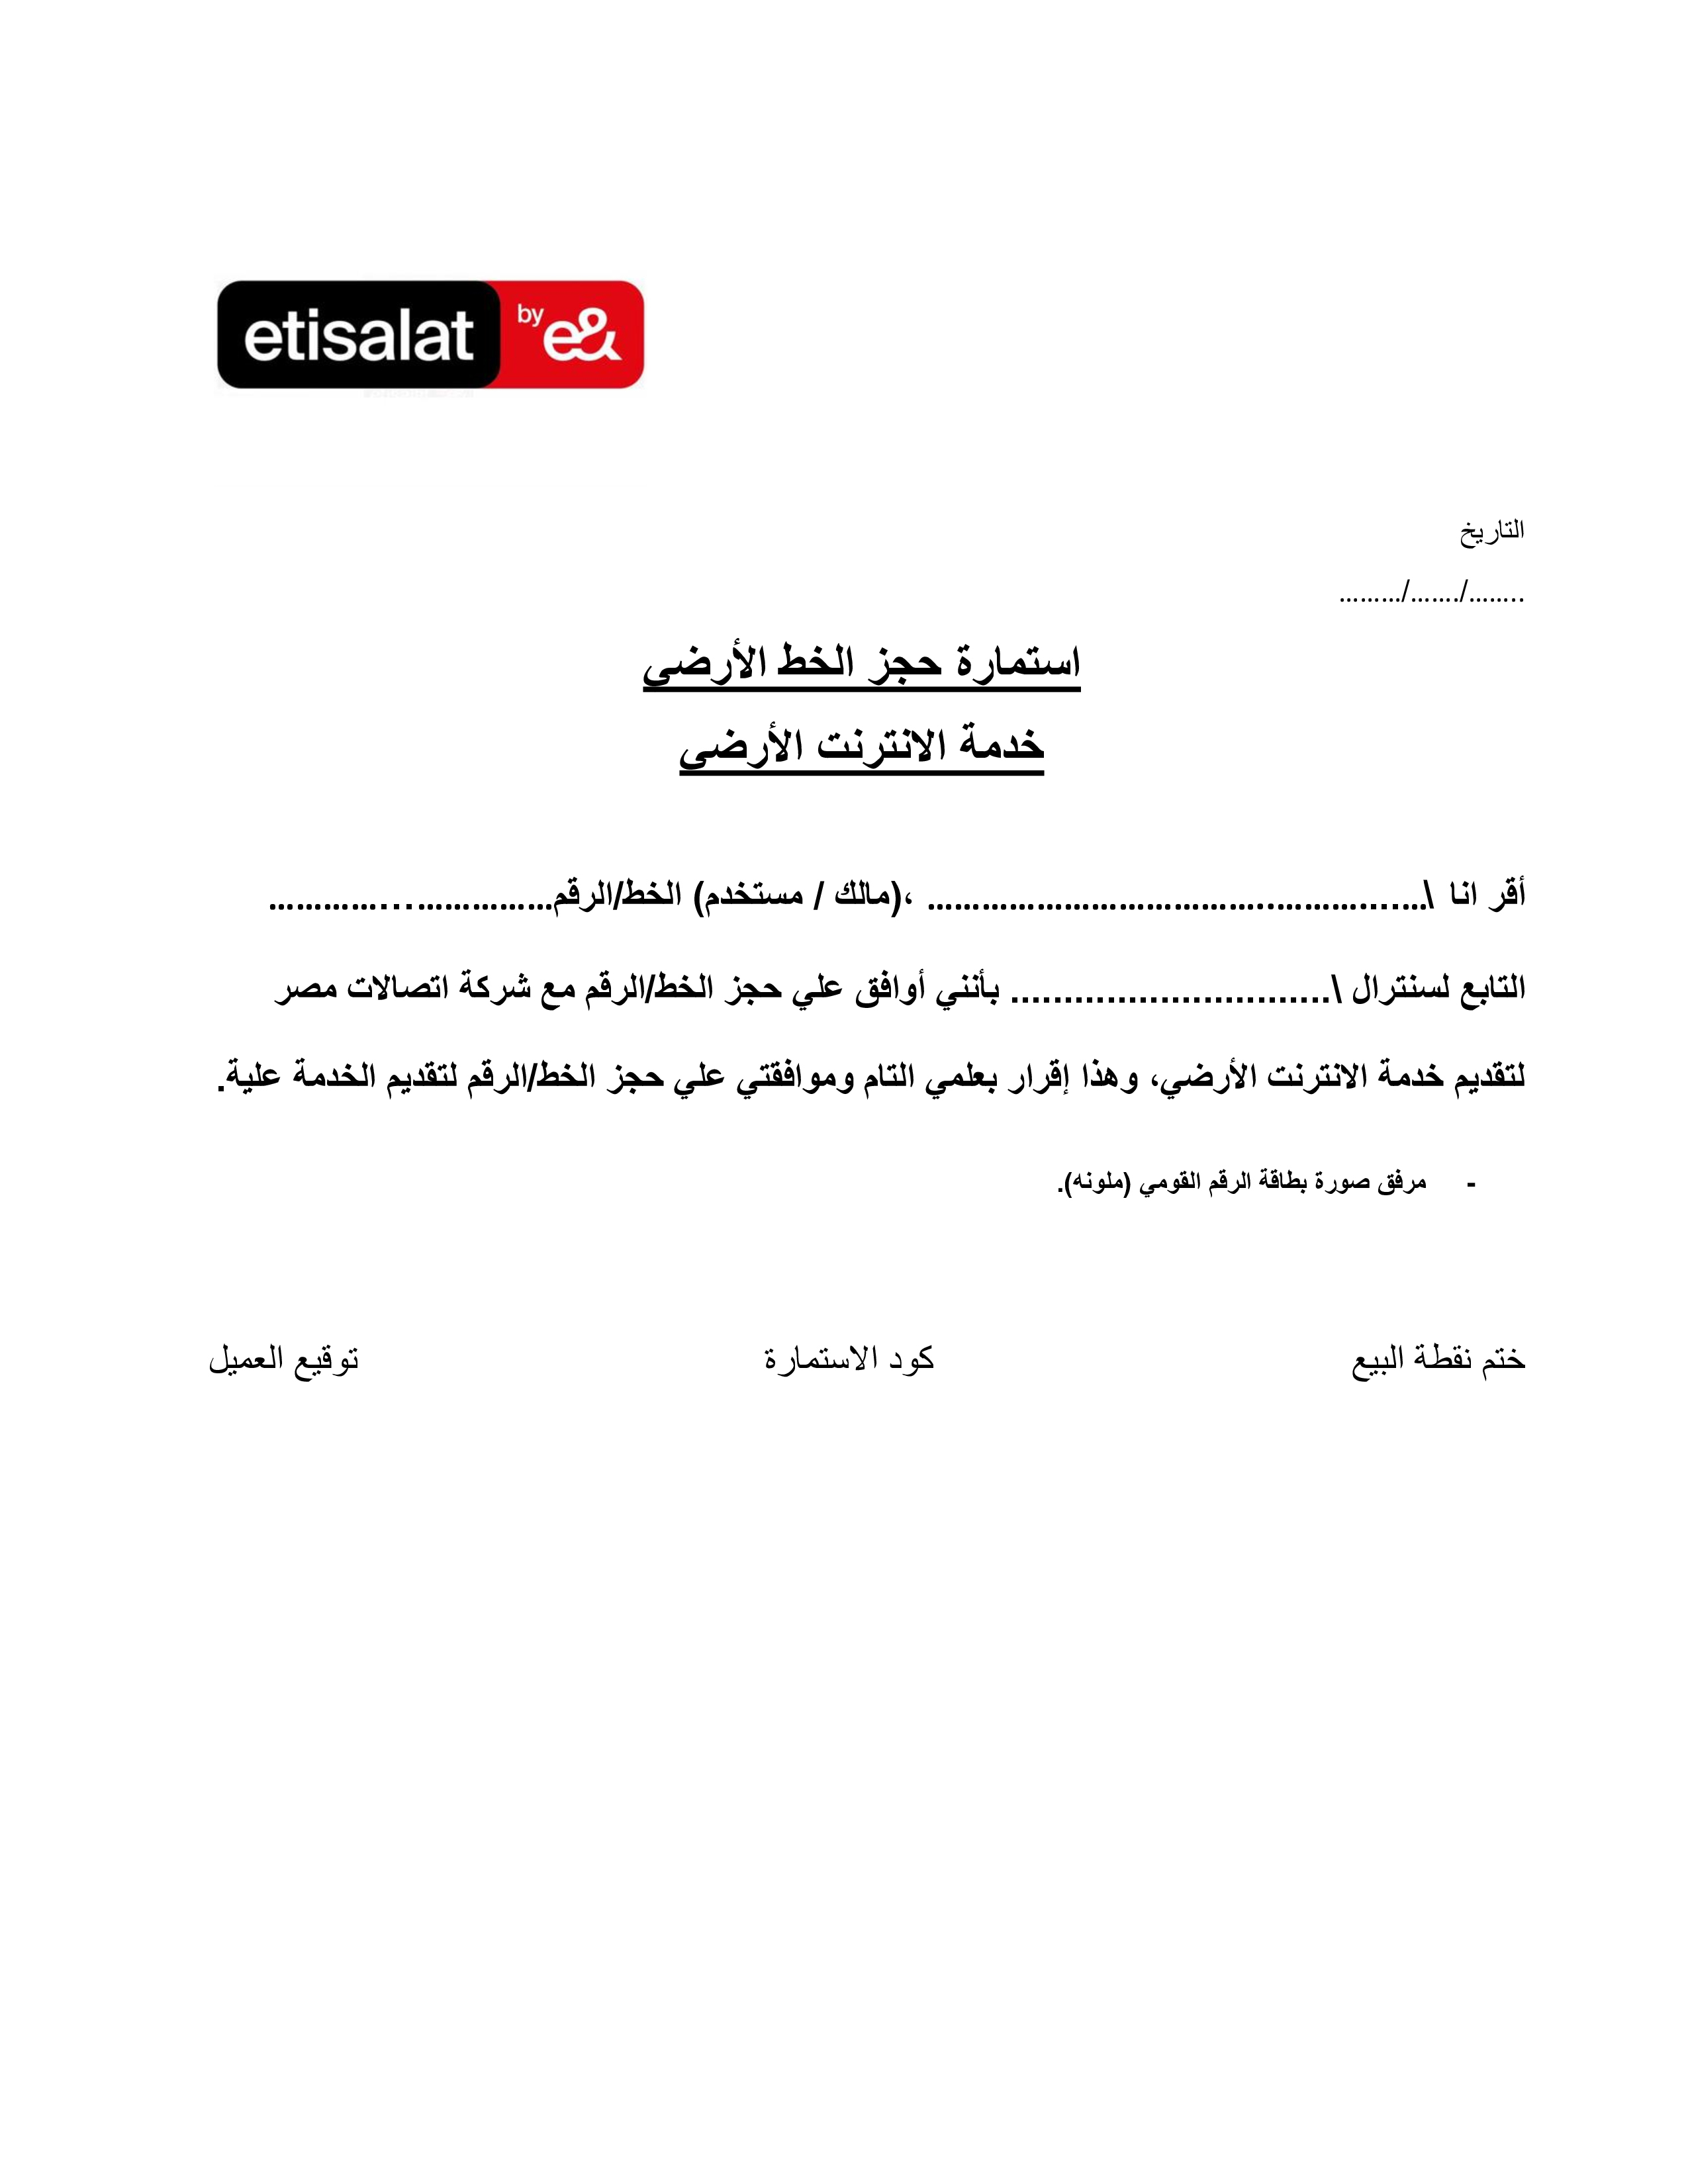 etisalat by e&
التاريخ
......../......./.........
استمارة حجز الخط الأرضي
خدمة الانترنت الأرضي
أقر انا \................................................... ،(مالك / مستخدم) الخط/الرقم..............................
التابع لسنترال \.............................. بأنني أوافق علي حجز الخط/الرقم مع شركة اتصالات مصر
لتقديم خدمة الانترنت الأرضي، وهذا إقرار بعلمي التام وموافقتي علي حجز الخط/الرقم لتقديم الخدمة علية.
- مرفق صورة بطاقة الرقم القومي (ملونه).
ختم نقطة البيع كود الاستمارة توقيع العميل